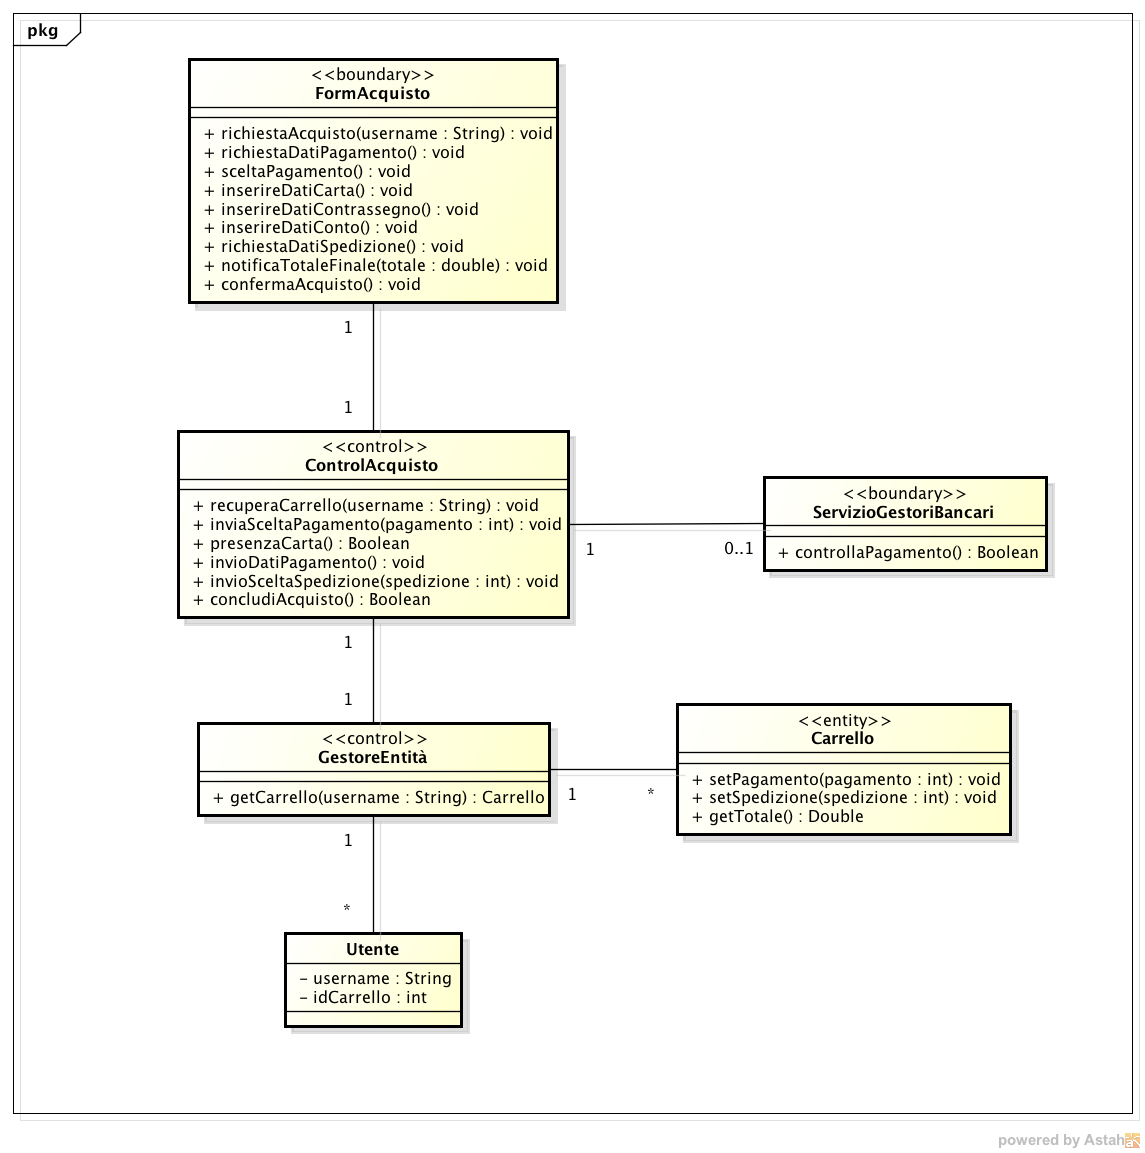 pkg
<<boundary>>
FormAcquisto
+ richiestaAcquisto(username : String) : void
+ richiestaDatiPagamento() : void
+ sceltaPagamento() : void
+ inserireDatiCarta() : void
+ inserireDatiContrassegno() : void
+ inserireDatiConto() : void
+ richiestaDatiSpedizione() : void
+ notificaTotaleFinale(totale : double) : void
+ confermaAcquisto() : void
1
1
<<control>>
ControlAcquisto
+ recuperaCarrello(username : String) : void
+ inviaSceltaPagamento(pagamento : int) : void
+ presenzaCarta() : Boolean
+ invioDatiPagamento() : void
+ invioSceltaSpedizione(spedizione : int) : void
+ concludiAcquisto() : Boolean
1
0..1
<<boundary>>
ServizioGestoriBancari
+ controllaPagamento() : Boolean
1
1
<<control>>
GestoreEntità
+ getCarrello(username : String) : Carrello
1
*
<<entity>>
Carrello
+ setPagamento(pagamento : int) : void
+ setSpedizione(spedizione : int) : void
+ getTotale() : Double
1
*
Utente
- username : String
- idCarrello : int
powered by Astah